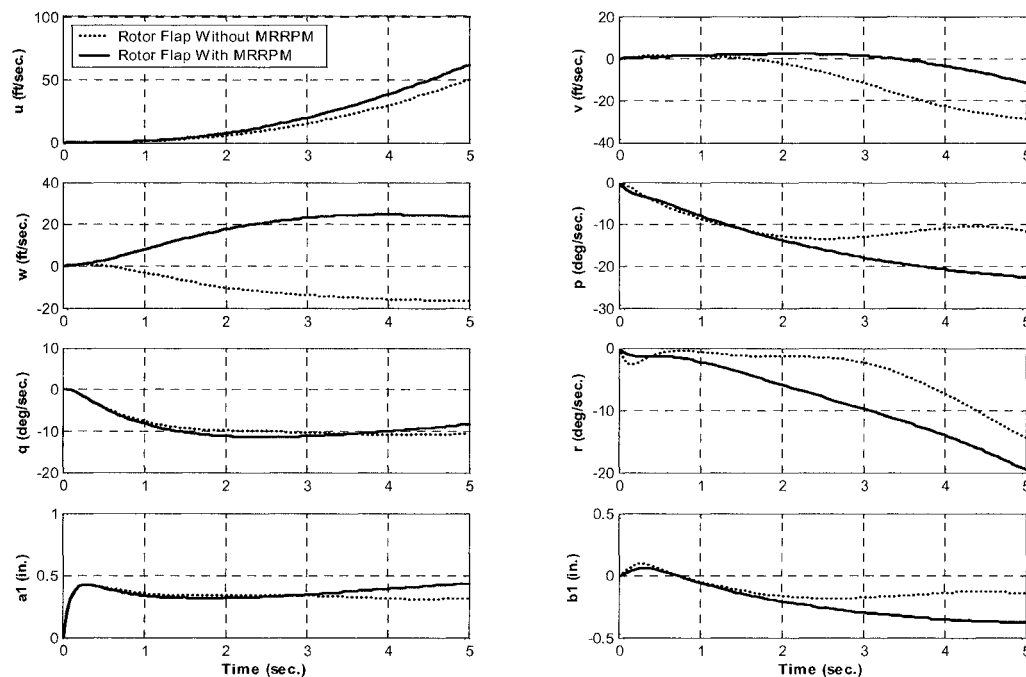 100
50
0
u (ft/sec.)
Rotor Flap Without MRRPM
Rotor Flap With MRRPM
0 1 2 3 4 5
20
0
-20
-40
v (ft/sec.)
0 1 2 3 4 5
40
20
0
-20
w (ft/sec.)
0 1 2 3 4 5
0
-10
-20
-30
p (deg/sec.)
0 1 2 3 4 5
10
0
-10
-20
q (deg/sec.)
0 1 2 3 4 5
0
-10
-20
r (deg/sec.)
0 1 2 3 4 5
1
0.5
0
a1 (in.)
0 1 2 3 4 5
Time (sec.)
0.5
0
-0.5
b1 (in.)
0 1 2 3 4 5
Time (sec.)